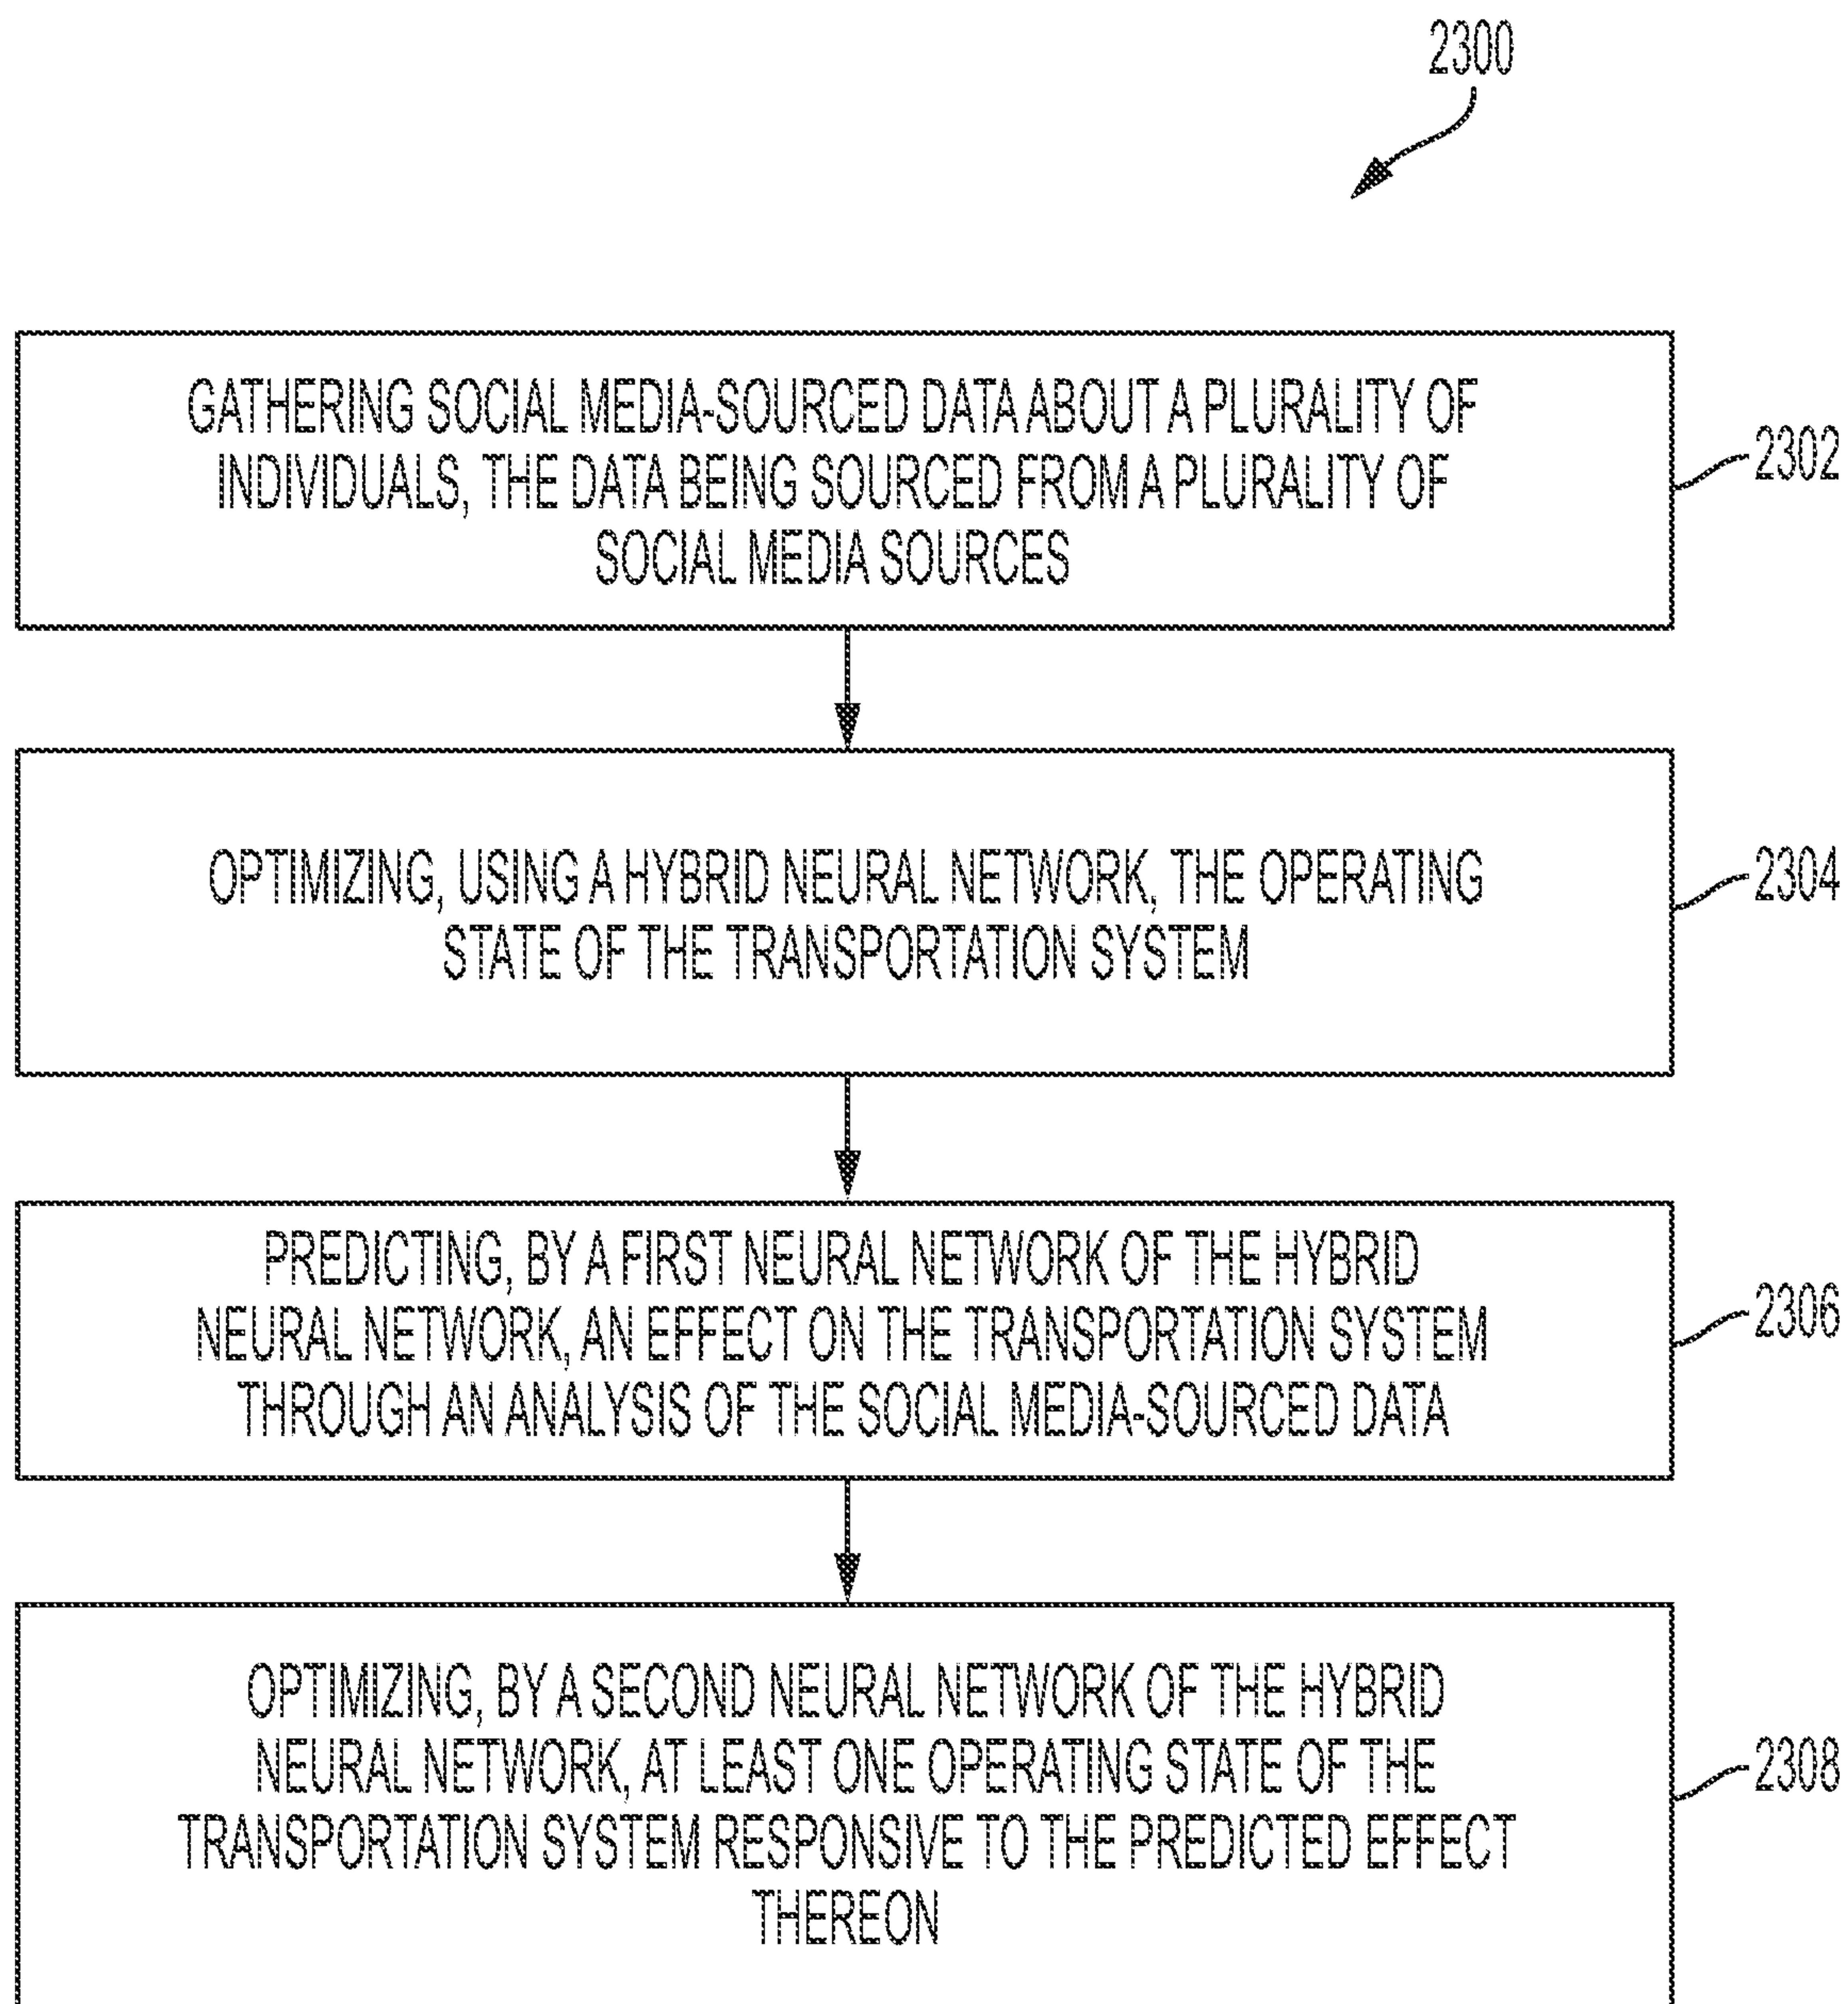 2300
GATHERING SOCIAL MEDIA-SOURCED DATA ABOUT A PLURALITY OF
INDIVIDUALS, THE DATA BEING SOURCED FROM A PLURALITY OF
SOCIAL MEDIA SOURCES
2302
OPTIMIZING, USING A HYBRID NEURAL NETWORK, THE OPERATING
STATE OF THE TRANSPORTATION SYSTEM
2304
PREDICTING, BY A FIRST NEURAL NETWORK OF THE HYBRID
NEURAL NETWORK, AN EFFECT ON THE TRANSPORTATION SYSTEM
THROUGH AN ANALYSIS OF THE SOCIAL MEDIA-SOURCED DATA
2306
OPTIMIZING, BY A SECOND NEURAL NETWORK OF THE HYBRID
NEURAL NETWORK, AT LEAST ONE OPERATING STATE OF THE
TRANSPORTATION SYSTEM RESPONSIVE TO THE PREDICTED EFFECT
THEREON
2308